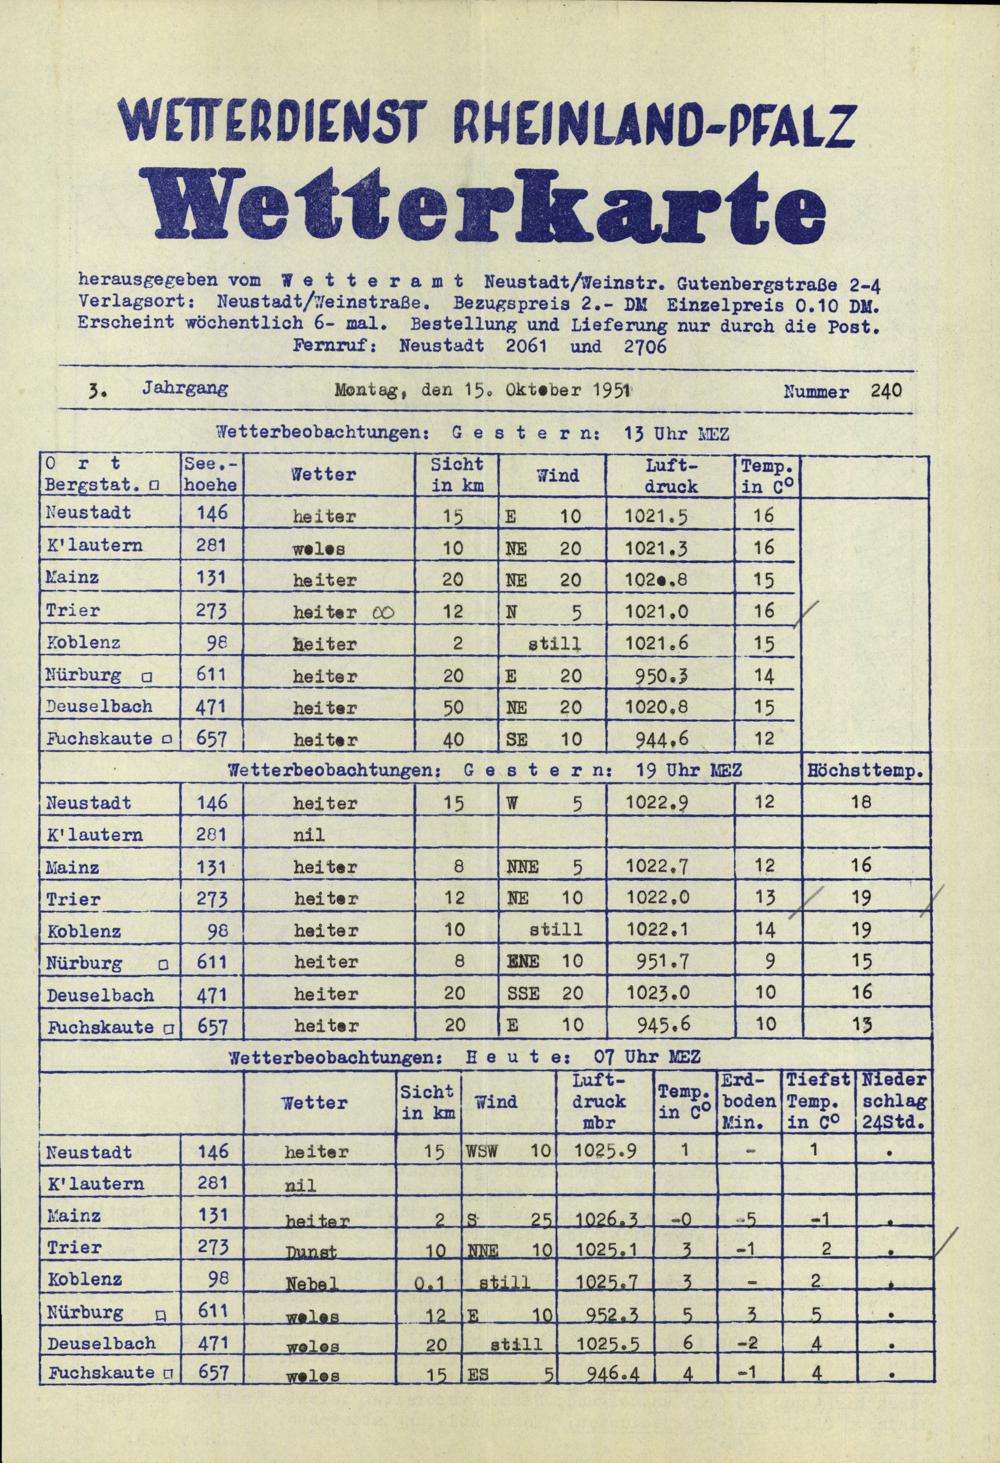 WETTERDIENST RHEINLAND-PFALZ
Wetterkarte
herausgegeben vom W e t t e r a m t Neustadt/Weinstr. Gutenbergstraße 2-4
Verlagsort: Neustadt/Weinstraße. Bezugspreis 2.- DM Einzelpreis 0.10 DM.
Erscheint wöchentlich 6- mal. Bestellung und Lieferung nur durch die Post.
Fernruf: Neustadt 2061 und 2706
3. Jahrgang Montag, den 15. Oktober 1951 Nummer 240
Wetterbeobachtungen: G e s t e r n: 13 Uhr MEZ
O r t See.- Wetter Sicht Wind Luft- Temp.
Bergstat. □ hoehe in km druck in C°
Neustadt 146 heiter 15 E 10 1021.5 16
K'lautern 281 wolos 10 NE 20 1021.3 16
Mainz 131 heiter 20 NE 20 1020.8 15
Trier 273 heiter ∞ 12 N 5 1021.0 16
Koblenz 98 heiter 2 still 1021.6 15
Nürburg □ 611 heiter 20 E 20 950.3 14
Deuselbach 471 heiter 50 NE 20 1020.8 15
Fuchskaute □ 657 heiter 40 SE 10 944.6 12
Wetterbeobachtungen: G e s t e r n: 19 Uhr MEZ Höchsttemp.
Neustadt 146 heiter 15 W 5 1022.9 12 18
K'lautern 281 nil
Mainz 131 heiter 8 NNE 5 1022.7 12 16
Trier 273 heiter 12 NE 10 1022.0 13 19
Koblenz 98 heiter 10 still 1022.1 14 19
Nürburg □ 611 heiter 8 ENE 10 951.7 9 15
Deuselbach 471 heiter 20 SSE 20 1023.0 10 16
Fuchskaute □ 657 heiter 20 E 10 945.6 10 13
Wetterbeobachtungen: H e u t e: 07 Uhr MEZ
Wetter Sicht Wind Luft- Temp. Erd- Tiefst Nieder
in km druck in C° boden Temp. schlag
mbr Min. in C° 24Std.
Neustadt 146 heiter 15 WSW 10 1025.9 1 - 1 .
K'lautern 281 nil
Mainz 131 heiter 2 S 25 1026.3 -0 -5 -1 .
Trier 273 Dunst 10 NNE 10 1025.1 3 -1 2 .
Koblenz 98 Nebel 0.1 still 1025.7 3 - 2 .
Nürburg □ 611 wolos 12 E 10 952.3 5 3 5 .
Deuselbach 471 wolos 20 still 1025.5 6 -2 4 .
Fuchskaute □ 657 wolos 15 ES 5 946.4 4 -1 4 .